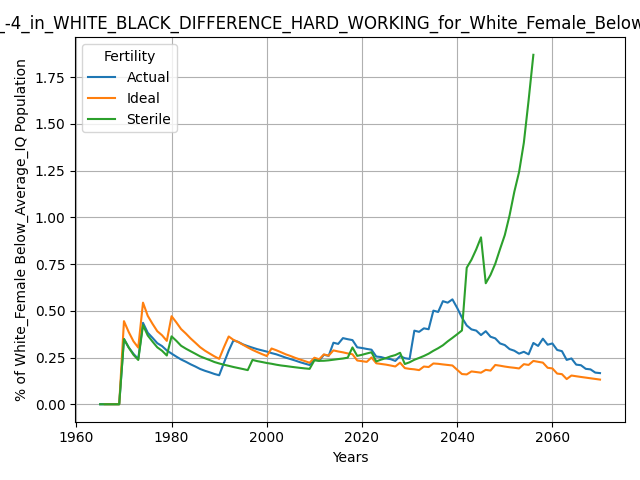 _-4_in_WHITE_BLACK_DIFFERENCE_HARD_WORKING_for_White_Female_Below
Fertility
Actual
Ideal
Sterile
% of White_Female Below_Average_IQ Population
1.75
1.50
1.25
1.00
0.75
0.50
0.25
0.00
1960 1980 2000 2020 2040 2060
Years